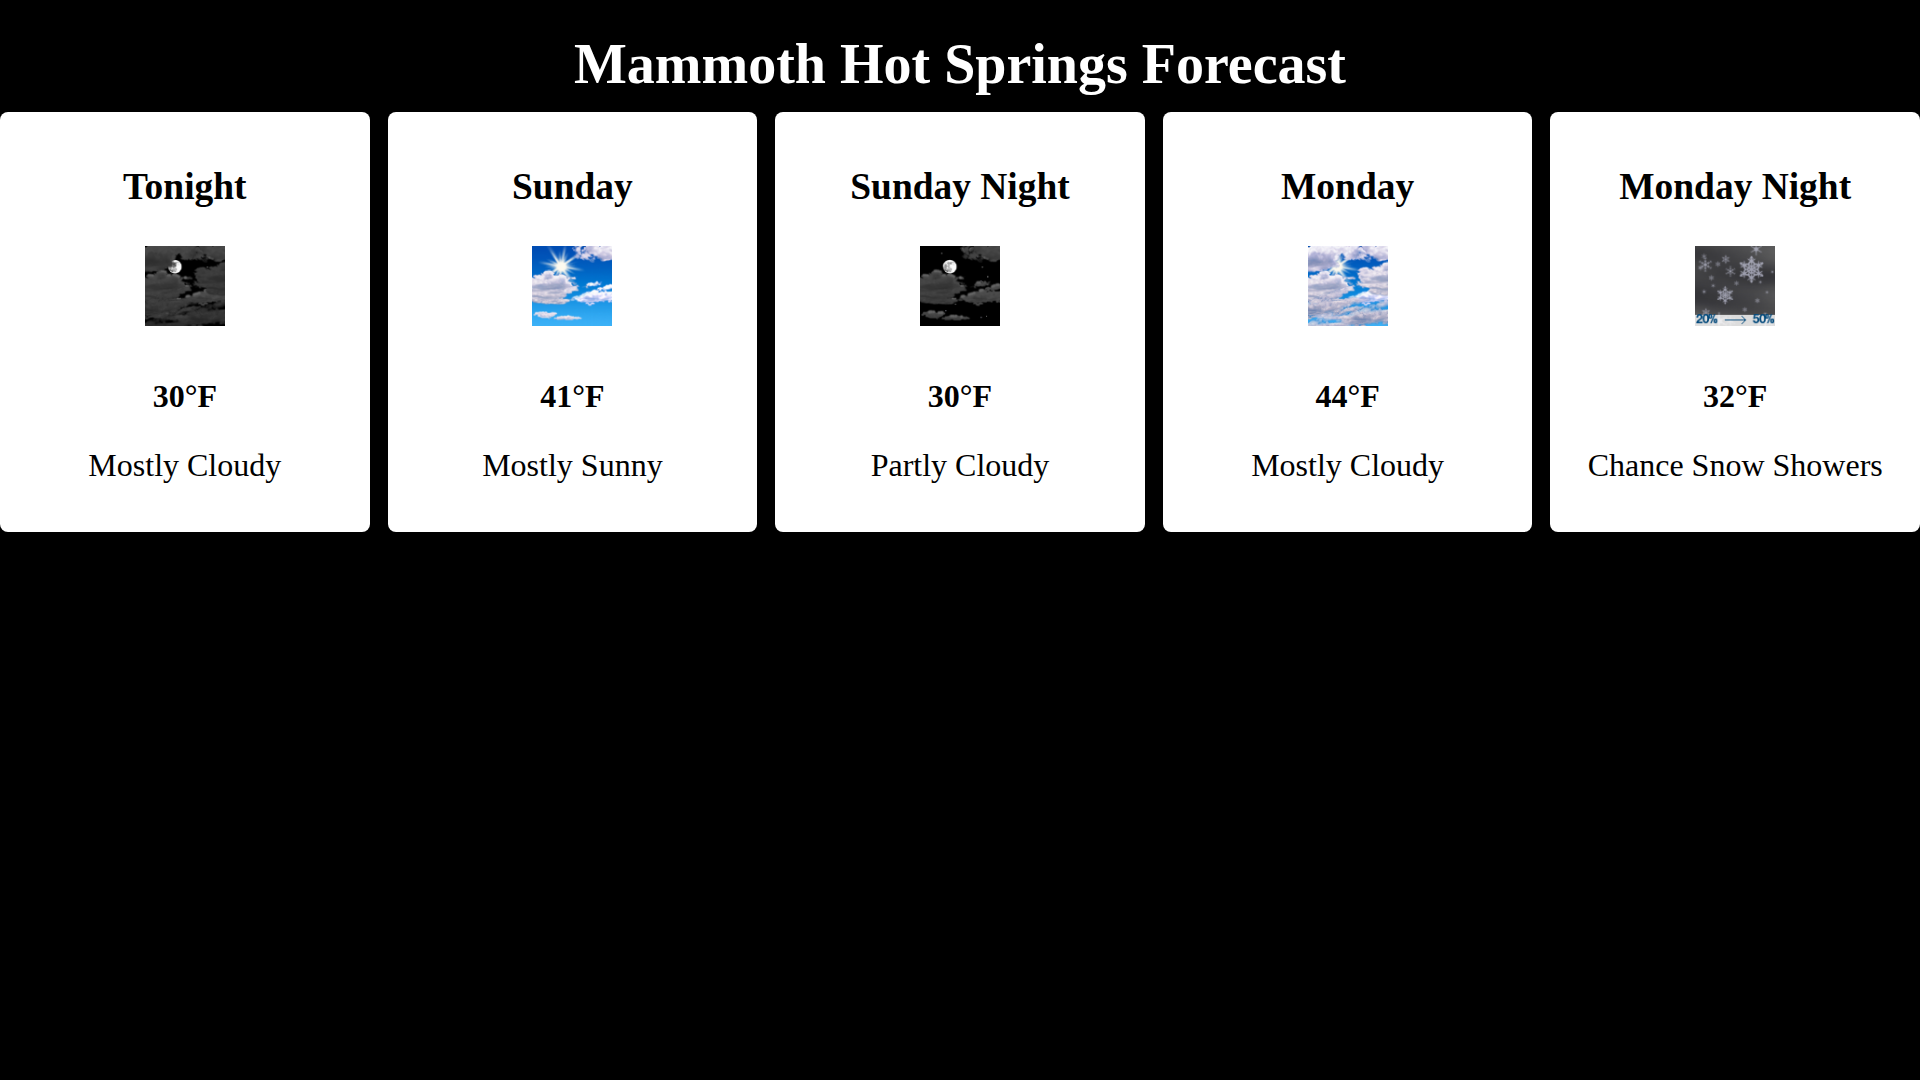 Mammoth Hot Springs Forecast
Tonight
30°F
Mostly Cloudy
Sunday
41°F
Mostly Sunny
Sunday Night
30°F
Partly Cloudy
Monday
44°F
Mostly Cloudy
Monday Night
20% → 50%
32°F
Chance Snow Showers